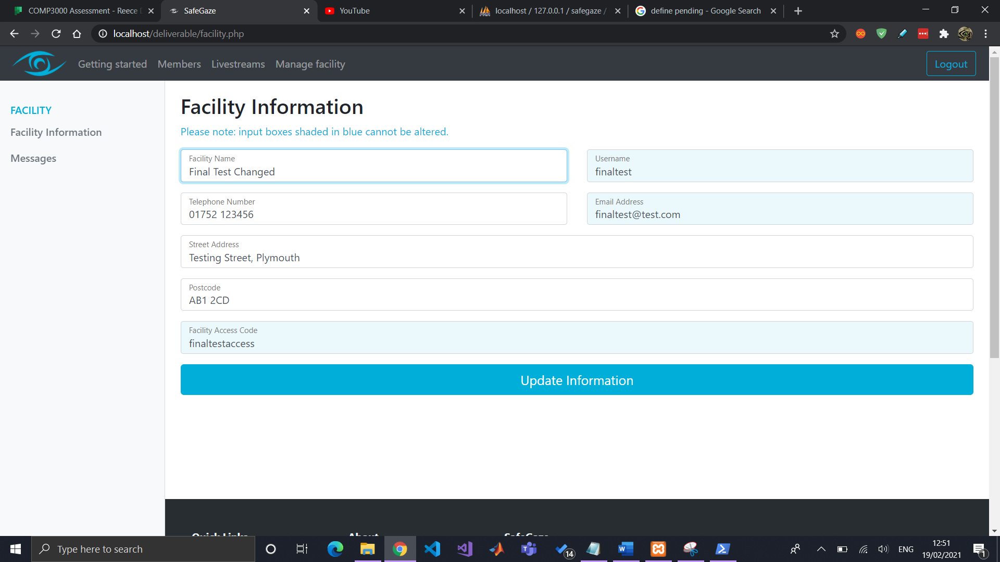 COMP3000 Assessment - Reece
SafeGaze
YouTube
localhost / 127.0.0.1 / safegaze /
define pending - Google Search
localhost/deliverable/facility.php
Getting started
Members
Livestreams
Manage facility
Logout
FACILITY
Facility Information
Messages
Facility Information
Please note: input boxes shaded in blue cannot be altered.
Facility Name
Final Test Changed
Username
finaltest
Telephone Number
01752 123456
Email Address
finaltest@test.com
Street Address
Testing Street, Plymouth
Postcode
AB1 2CD
Facility Access Code
finaltestaccess
Update Information
Quick Links
About
SafeGaze
Type here to search
14
ENG
12:51
19/02/2021
1